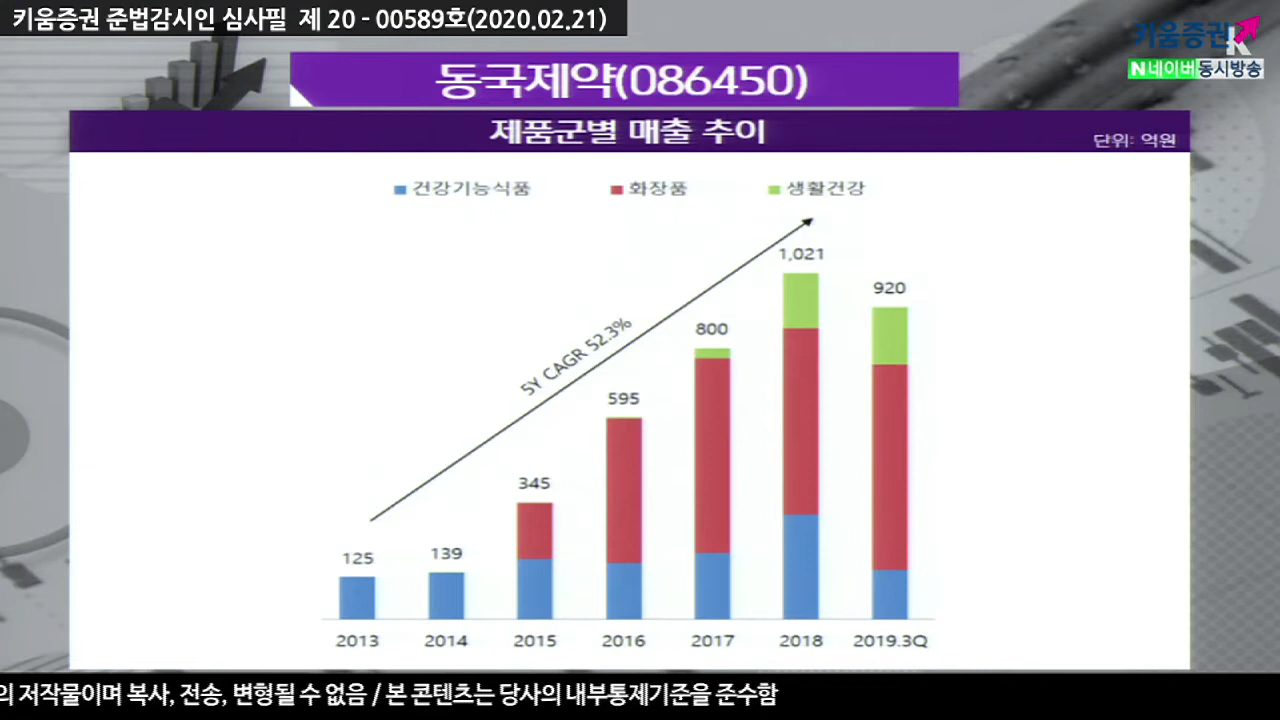 키움증권 준법감시인 심사필 제 20 - 00589호(2020.02.21)
키움증권
N 네이버 동시방송
동국제약(086450)
제품군별 매출 추이
단위: 억원
건강기능식품 화장품 생활건강
1,021
920
800
5Y CAGR 52.3%
595
345
125 139
2013 2014 2015 2016 2017 2018 2019.3Q
의 저작물이며 복사, 전송, 변형될 수 없음 / 본 콘텐츠는 당사의 내부통제기준을 준수함